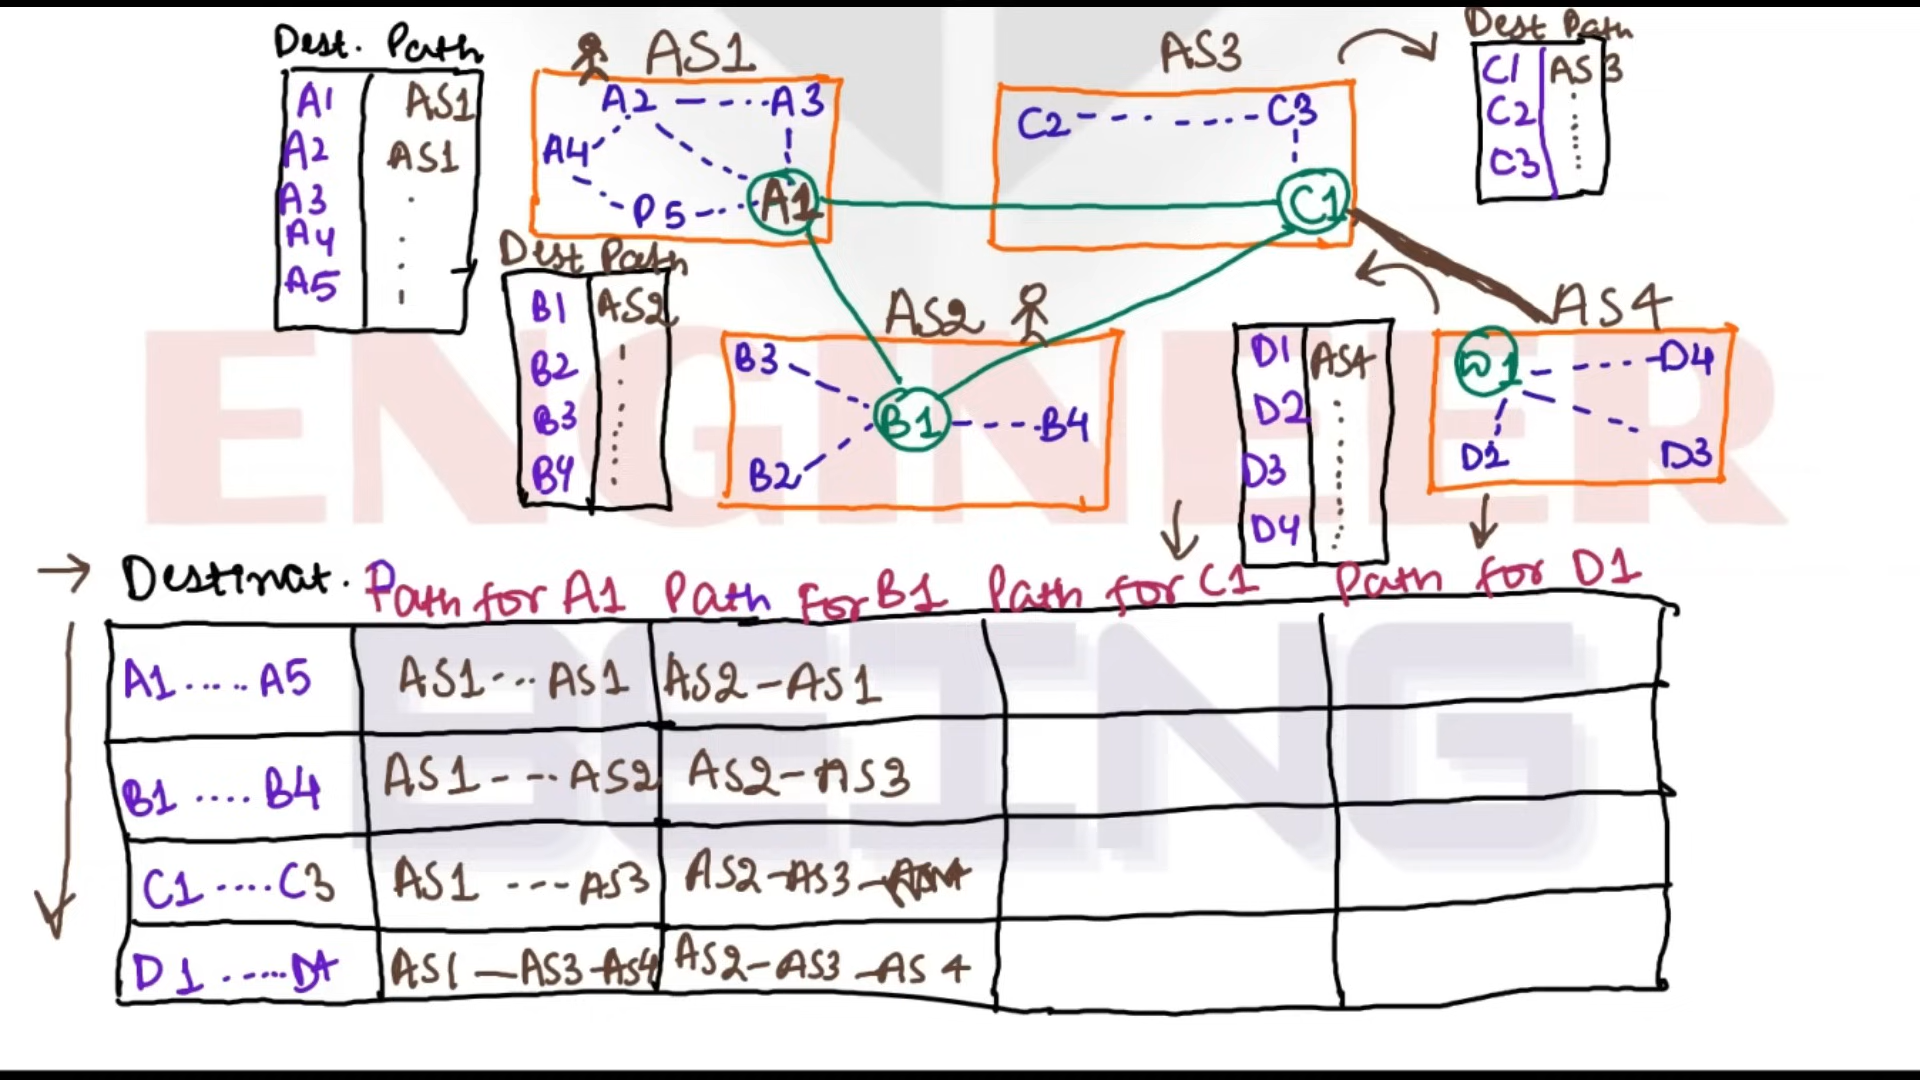 Dest. Path
A1 AS1
A2 AS1
A3
A4
A5
AS1
A2 A3
A4
P5 A1
AS3
C2 C3
C1
Dest Path
C1 AS3
C2
C3
Dest Path
B1 AS2
B2
B3
B4
AS2
B3
B1 B4
B2
D1 AS4
D2
D3
D4
AS4
D1 D4
D2 D3
ENGINEER
BEING
→ Destinat. Path for A1 Path for B1 Path for C1 Path for D1
A1 ..... A5 AS1 ... AS1 AS2 - AS1
B1 .... B4 AS1 - - -. AS2 AS2 - AS3
C1 ..... C3 AS1 - - - - AS3 AS2 - AS3 -
D1 ..... D4 AS1 — AS3 - AS4 AS2 - AS3 - AS4